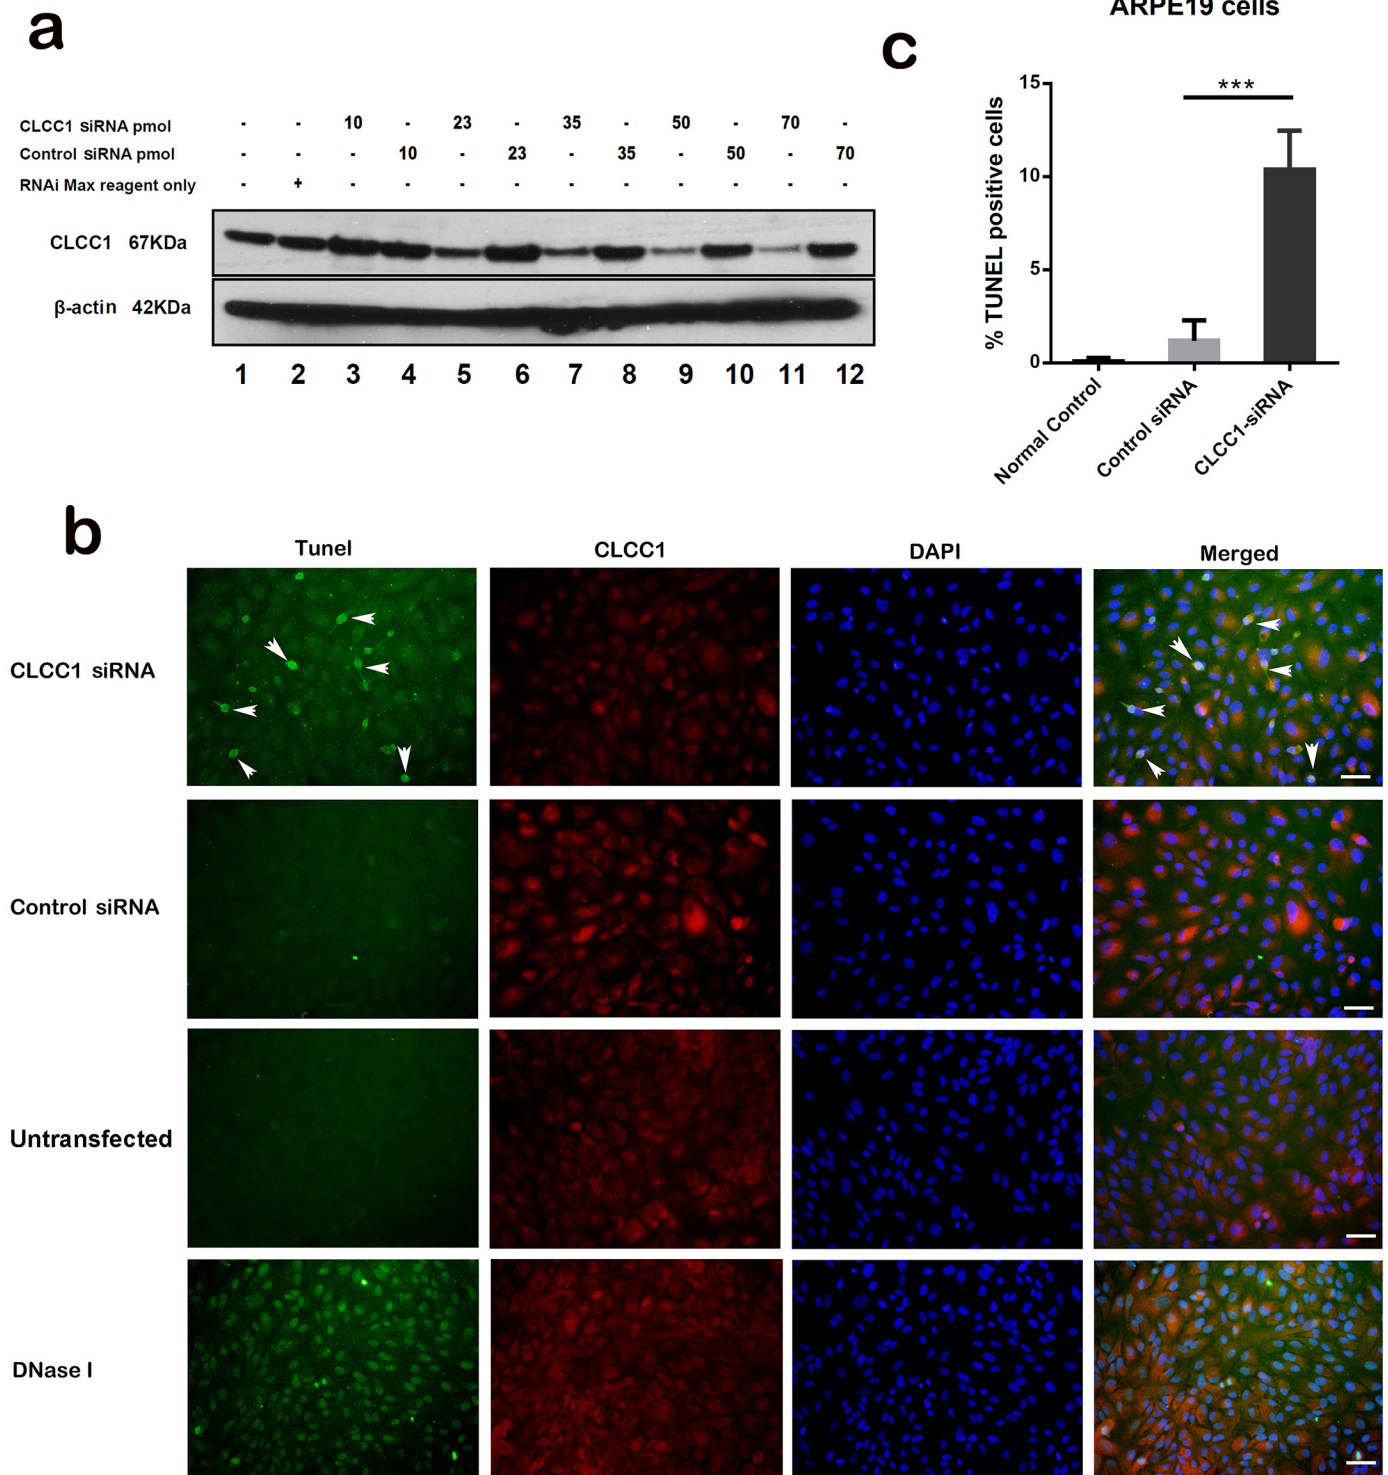 a
CLCC1 siRNA pmol - - 10 - 23 - 35 - 50 - 70 -
Control siRNA pmol - - - 10 - 23 - 35 - 50 - 70
RNAi Max reagent only - + - - - - - - - - - -
CLCC1 67KDa
β-actin 42KDa
1 2 3 4 5 6 7 8 9 10 11 12
ARPE19 cells
c
% TUNEL positive cells
15
10
5
0
***
Normal Control
Control siRNA
CLCC1-siRNA
b
Tunel CLCC1 DAPI Merged
CLCC1 siRNA
Control siRNA
Untransfected
DNase I